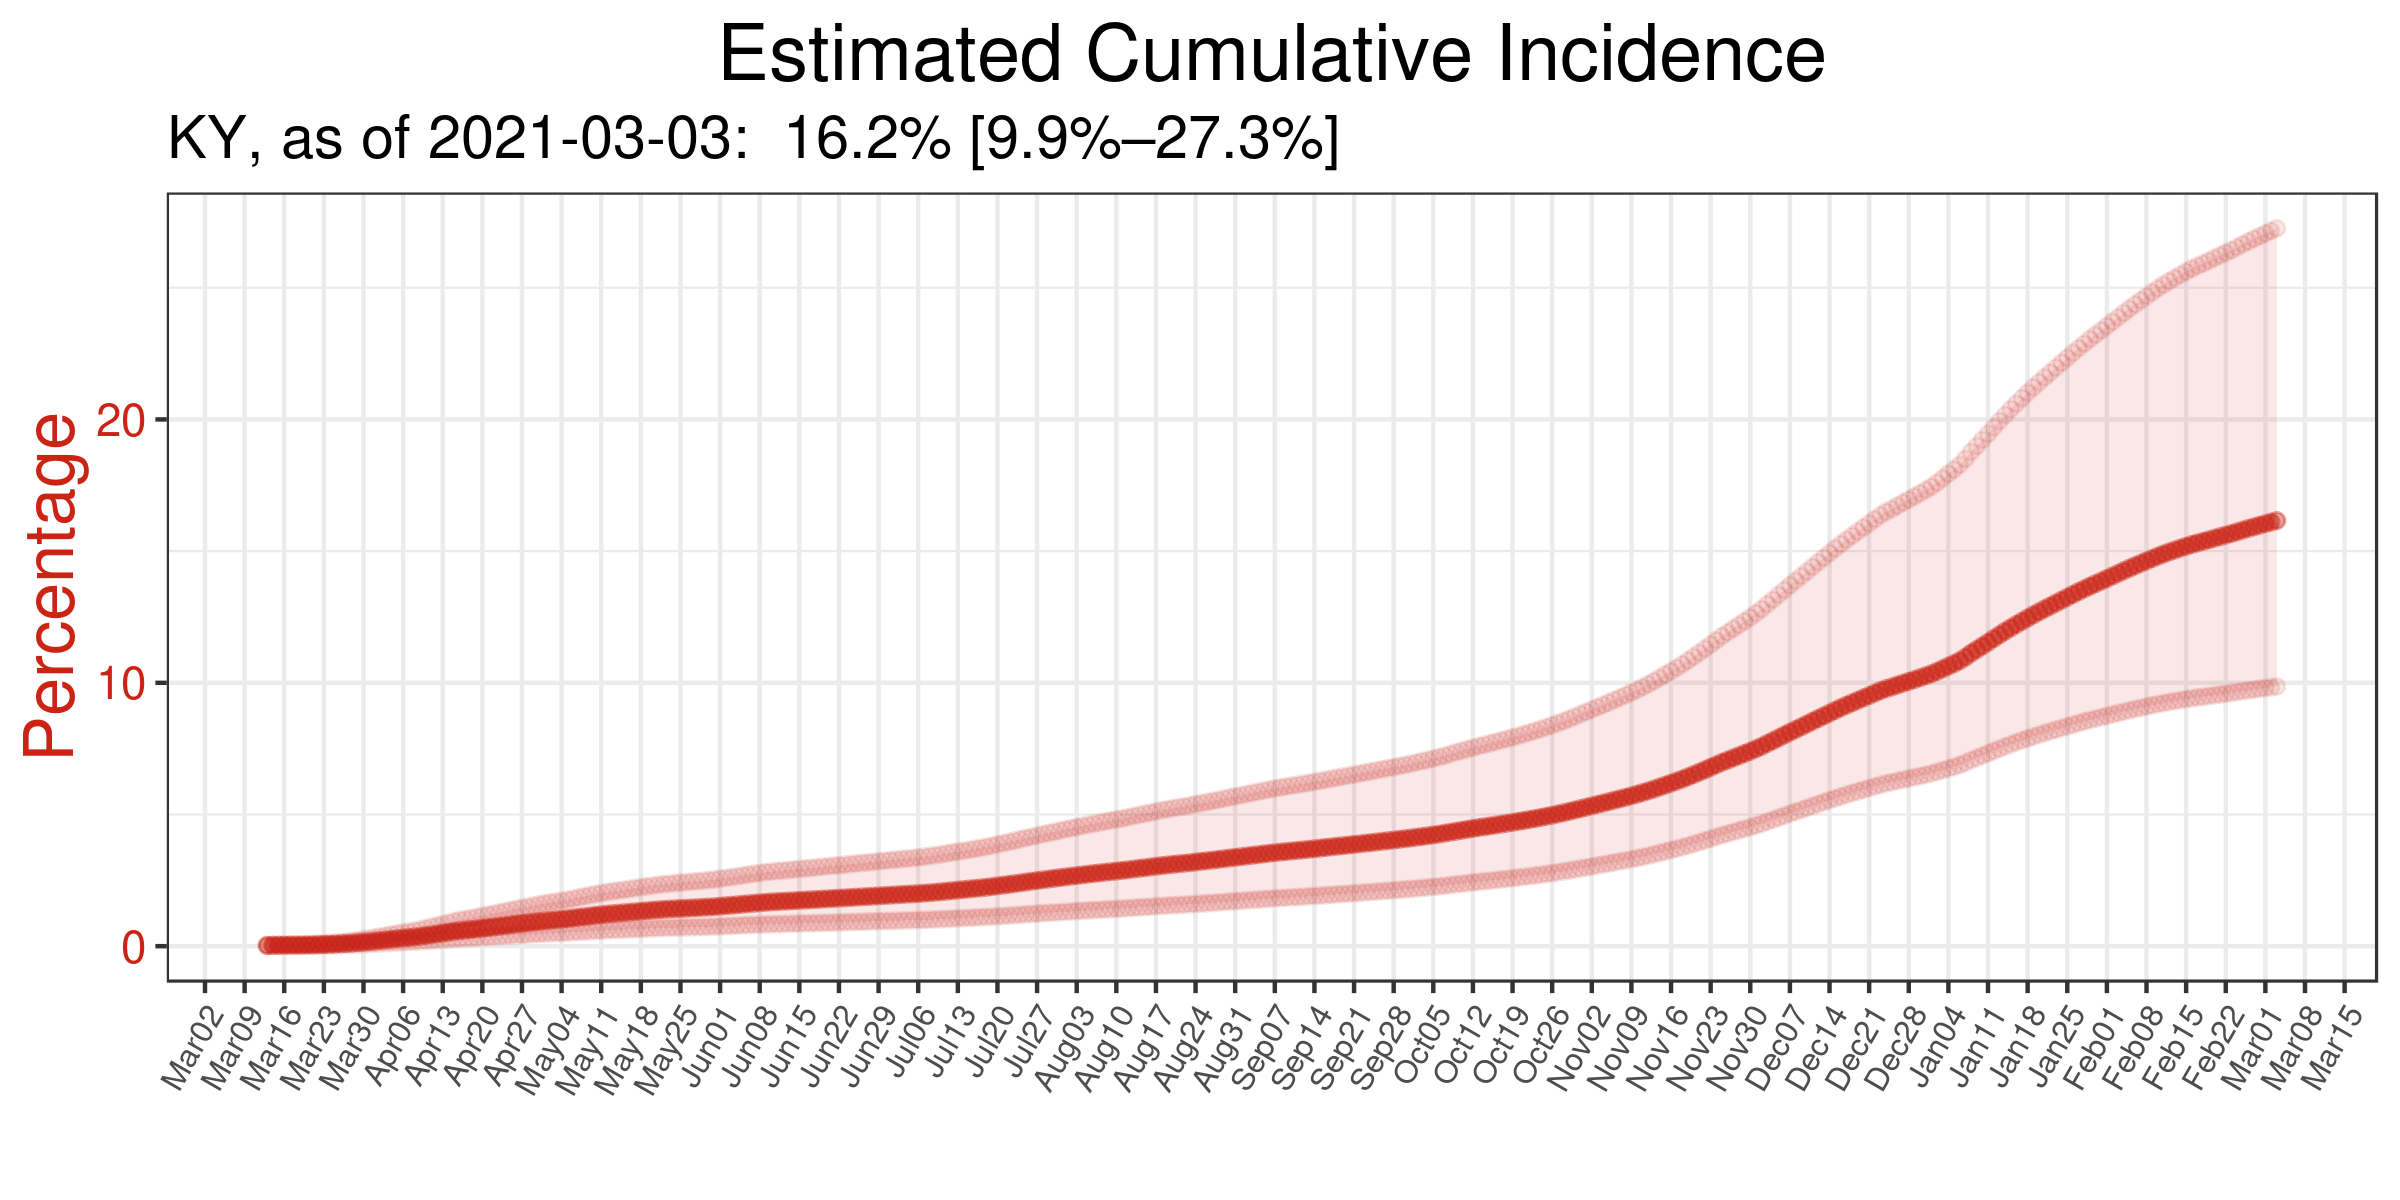 Estimated Cumulative Incidence
KY, as of 2021-03-03:  16.2% [9.9%–27.3%]
Percentage
20
10
0
Mar02
Mar09
Mar16
Mar23
Mar30
Apr06
Apr13
Apr20
Apr27
May04
May11
May18
May25
Jun01
Jun08
Jun15
Jun22
Jun29
Jul06
Jul13
Jul20
Jul27
Aug03
Aug10
Aug17
Aug24
Aug31
Sep07
Sep14
Sep21
Sep28
Oct05
Oct12
Oct19
Oct26
Nov02
Nov09
Nov16
Nov23
Nov30
Dec07
Dec14
Dec21
Dec28
Jan04
Jan11
Jan18
Jan25
Feb01
Feb08
Feb15
Feb22
Mar01
Mar08
Mar15